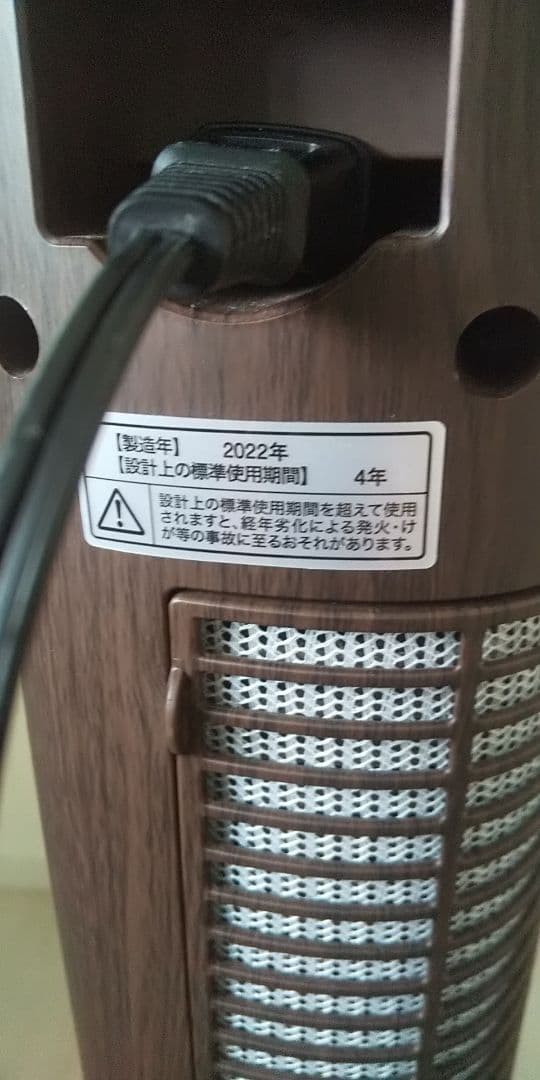 【製造年】 2022年
【設計上の標準使用期間】 4年
設計上の標準使用期間を超えて使用
されますと、経年劣化による発火・け
が等の事故に至るおそれがあります。